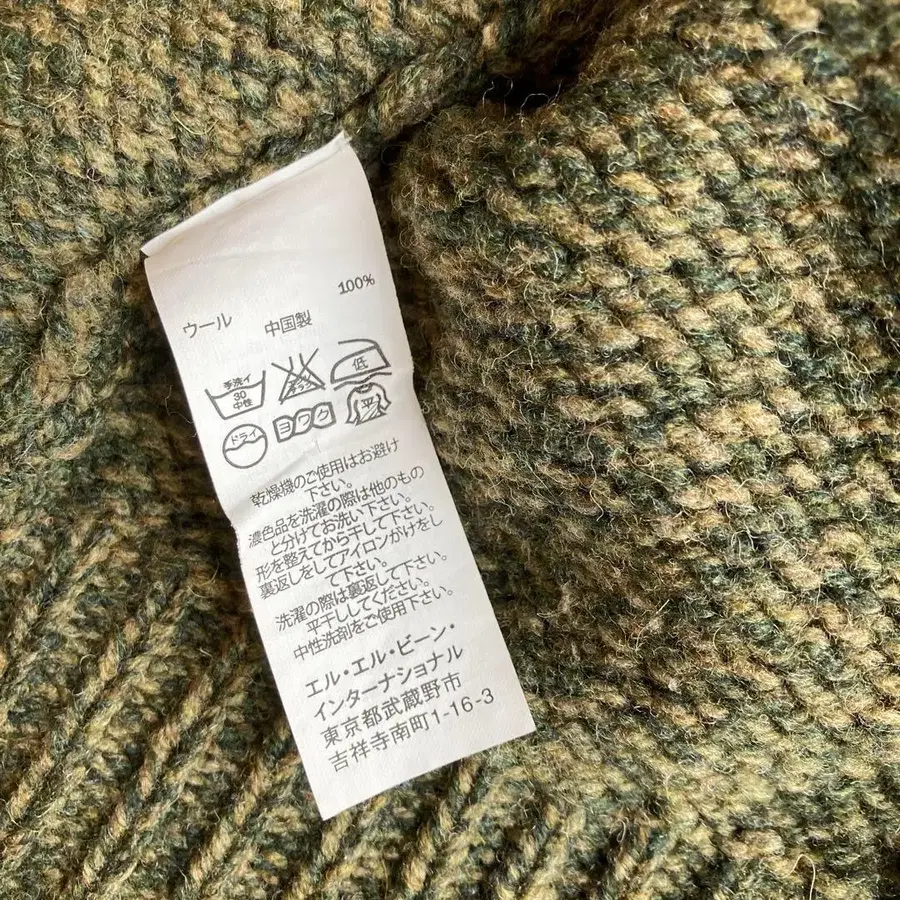 100%
ウール 中国製
手洗イ
30
中性
低
ドライ
ヨワク
平
乾燥機のご使用はお避け
下さい。
濃色品を洗濯の際は他のもの
と分けてお洗い下さい。
形を整えてから干して下さい。
裏返しをしてアイロンがけをし
て下さい。
洗濯の際は裏返して下さい。
平干ししてください。
中性洗剤をご使用下さい。
エル・エル・ビーン・
インターナショナル
東京都武蔵野市
吉祥寺南町1-16-3